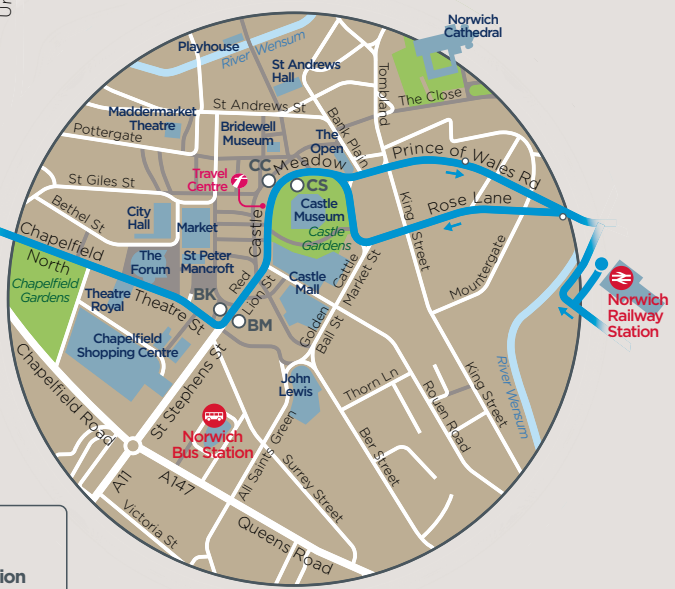 Ur
Norwich
Cathedral
Playhouse
River Wensum
St Andrews
Hall
Tombland
The Close
St Andrews St
Maddermarket
Theatre
Bridewell
Museum
Bank Plain
Pottergate
The
Open
Prince of Wales Rd
CC
Meadow
Travel
Centre
St Giles St
CS
Rose Lane
King Street
Castle
Museum
City
Hall
Market
Bethel St
Castle
Castle
Gardens
Chapelfield
North
The
Forum
St Peter
Mancroft
Cattle
Market St
Mountergate
Chapelfield
Gardens
Theatre
Royal
Theatre St
Red
Lion St
Castle
Mall
Norwich
Railway
Station
BK
BM
Golden
Ball St
Chapelfield
Shopping Centre
St Stephens St
River Wensum
John
Lewis
Thorn Ln
Rouen Road
King Street
Chapelfield Road
Norwich
Bus Station
All Saints Green
Ber Street
Surrey Street
A11
A147
Victoria St
Queens Road
ion